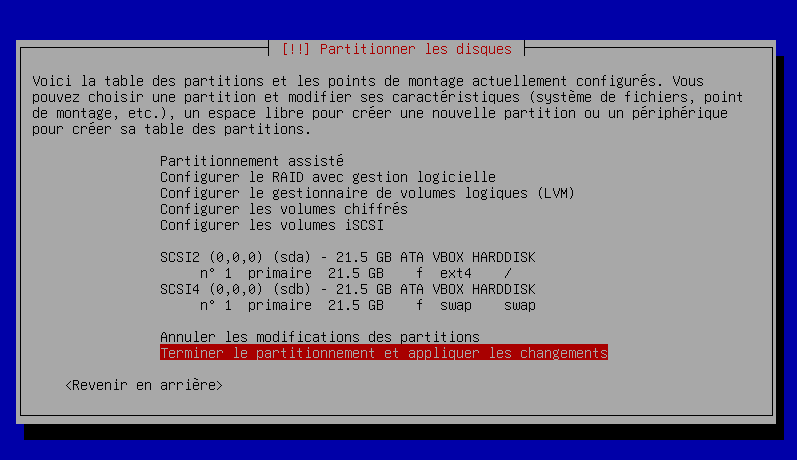 [!!] Partitionner les disques
Voici la table des partitions et les points de montage actuellement configurés. Vous
pouvez choisir une partition et modifier ses caractéristiques (système de fichiers, point
de montage, etc.), un espace libre pour créer une nouvelle partition ou un périphérique
pour créer sa table des partitions.
Partitionnement assisté
Configurer le RAID avec gestion logicielle
Configurer le gestionnaire de volumes logiques (LVM)
Configurer les volumes chiffrés
Configurer les volumes iSCSI
SCSI2 (0,0,0) (sda) - 21.5 GB ATA VBOX HARDDISK
n° 1 primaire 21.5 GB f ext4 /
SCSI4 (0,0,0) (sdb) - 21.5 GB ATA VBOX HARDDISK
n° 1 primaire 21.5 GB f swap swap
Annuler les modifications des partitions
Terminer le partitionnement et appliquer les changements
<Revenir en arrière>